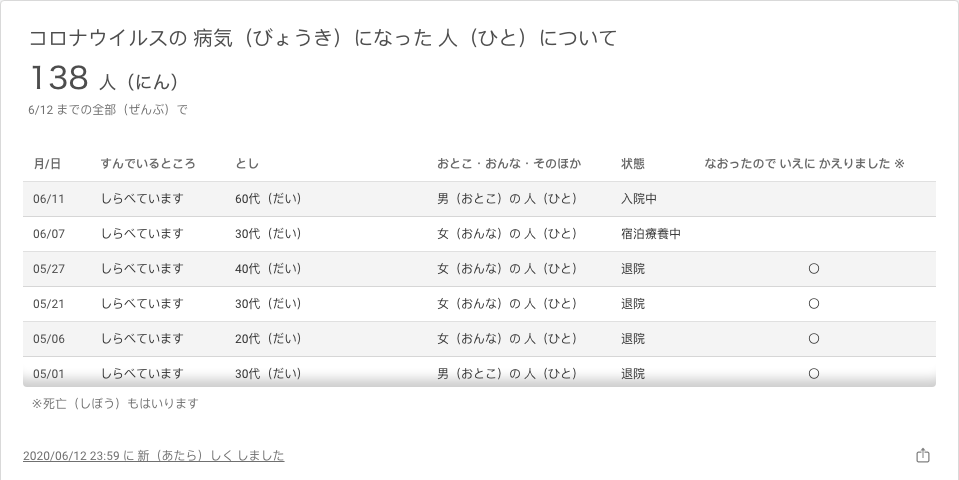 コロナウイルスの 病気（びょうき）になった 人（ひと）について
138 人（にん）
6/12 までの全部（ぜんぶ）で
月/日 すんでいるところ とし おとこ・おんな・そのほか 状態 なおったので いえに かえりました ※
06/11 しらべています 60代（だい） 男（おとこ）の 人（ひと） 入院中
06/07 しらべています 30代（だい） 女（おんな）の 人（ひと） 宿泊療養中
05/27 しらべています 40代（だい） 女（おんな）の 人（ひと） 退院 ○
05/21 しらべています 30代（だい） 女（おんな）の 人（ひと） 退院 ○
05/06 しらべています 20代（だい） 女（おんな）の 人（ひと） 退院 ○
05/01 しらべています 30代（だい） 男（おとこ）の 人（ひと） 退院 ○
※死亡（しぼう）もはいります
2020/06/12 23:59 に 新（あたら）しく しました